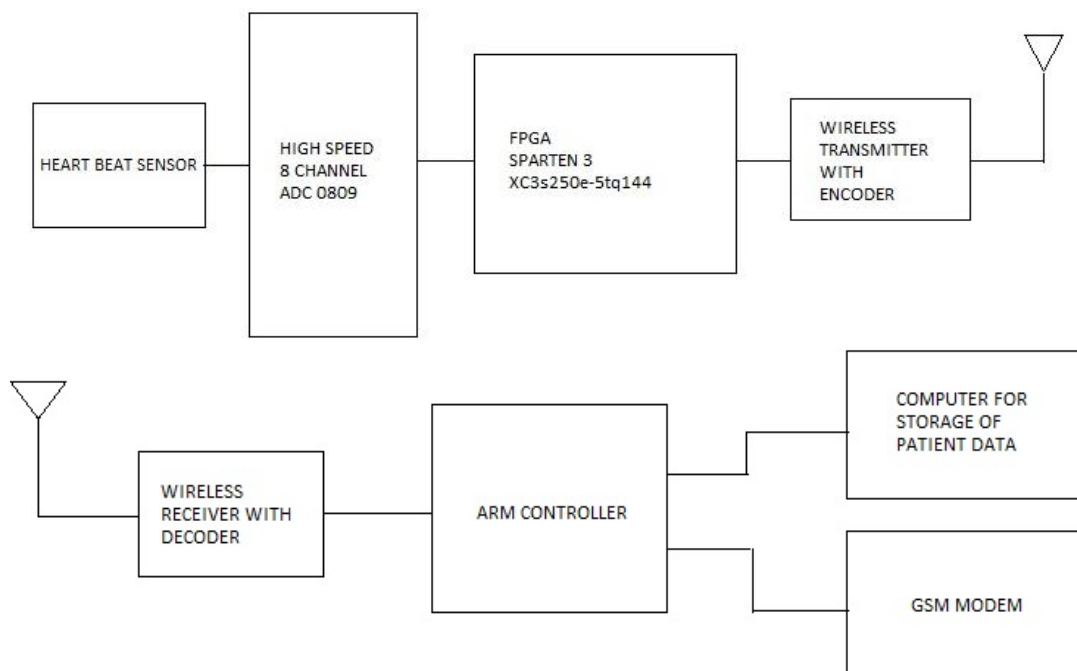 HEART BEAT SENSOR
HIGH SPEED
8 CHANNEL
ADC 0809
FPGA
SPARTEN 3
XC3s250e-5tq144
WIRELESS
TRANSMITTER
WITH
ENCODER
WIRELESS
RECEIVER WITH
DECODER
ARM CONTROLLER
COMPUTER FOR
STORAGE OF
PATIENT DATA
GSM MODEM